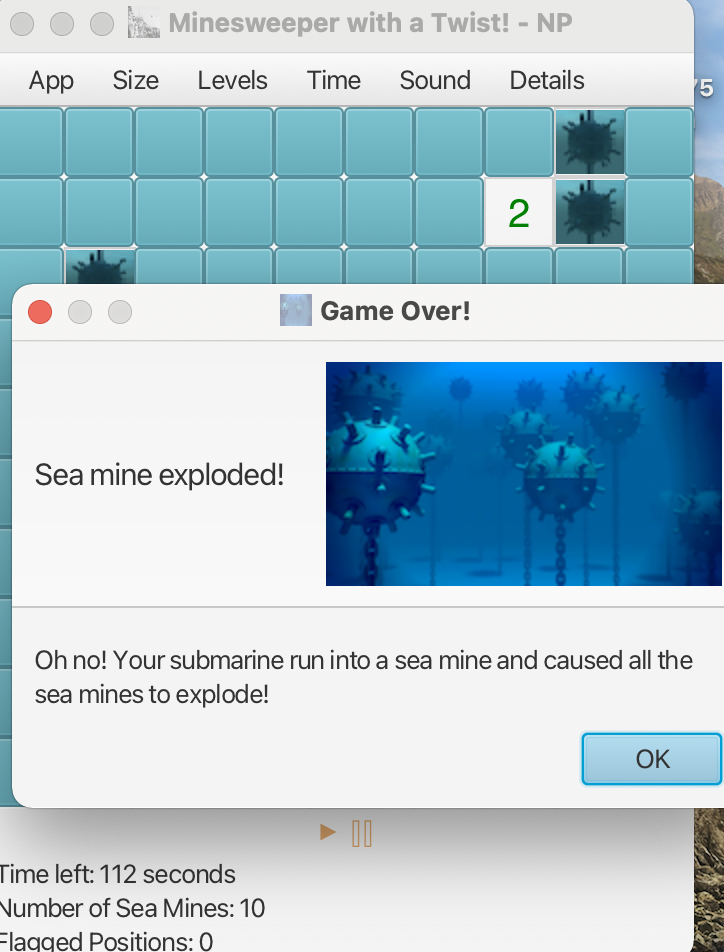 Minesweeper with a Twist! - NP
App Size Levels Time Sound Details
75
2
Game Over!
Sea mine exploded!
Oh no! Your submarine run into a sea mine and caused all the
sea mines to explode!
OK
Time left: 112 seconds
Number of Sea Mines: 10
Flagged Positions: 0